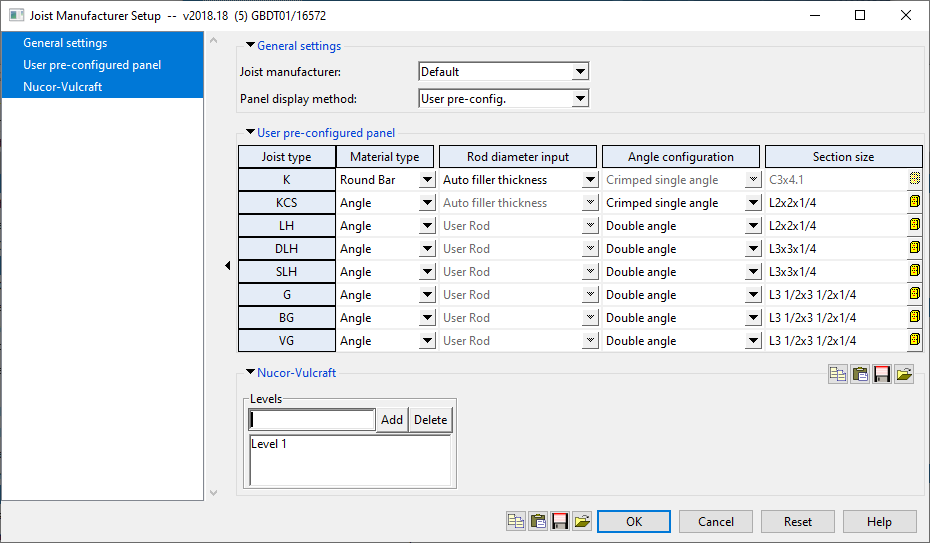 Joist Manufacturer Setup -- v2018.18 (5) GBDT01/16572
General settings
User pre-configured panel
Nucor-Vulcraft
General settings
Joist manufacturer: Default
Panel display method: User pre-config.
User pre-configured panel
Joist type Material type Rod diameter input Angle configuration Section size
K Round Bar Auto filler thickness Crimped single angle C3x4.1
KCS Angle Auto filler thickness Crimped single angle L2x2x1/4
LH Angle User Rod Double angle L2x2x1/4
DLH Angle User Rod Double angle L3x3x1/4
SLH Angle User Rod Double angle L3x3x1/4
G Angle User Rod Double angle L3 1/2x3 1/2x1/4
BG Angle User Rod Double angle L3 1/2x3 1/2x1/4
VG Angle User Rod Double angle L3 1/2x3 1/2x1/4
Nucor-Vulcraft
Levels
Add Delete
Level 1
OK Cancel Reset Help